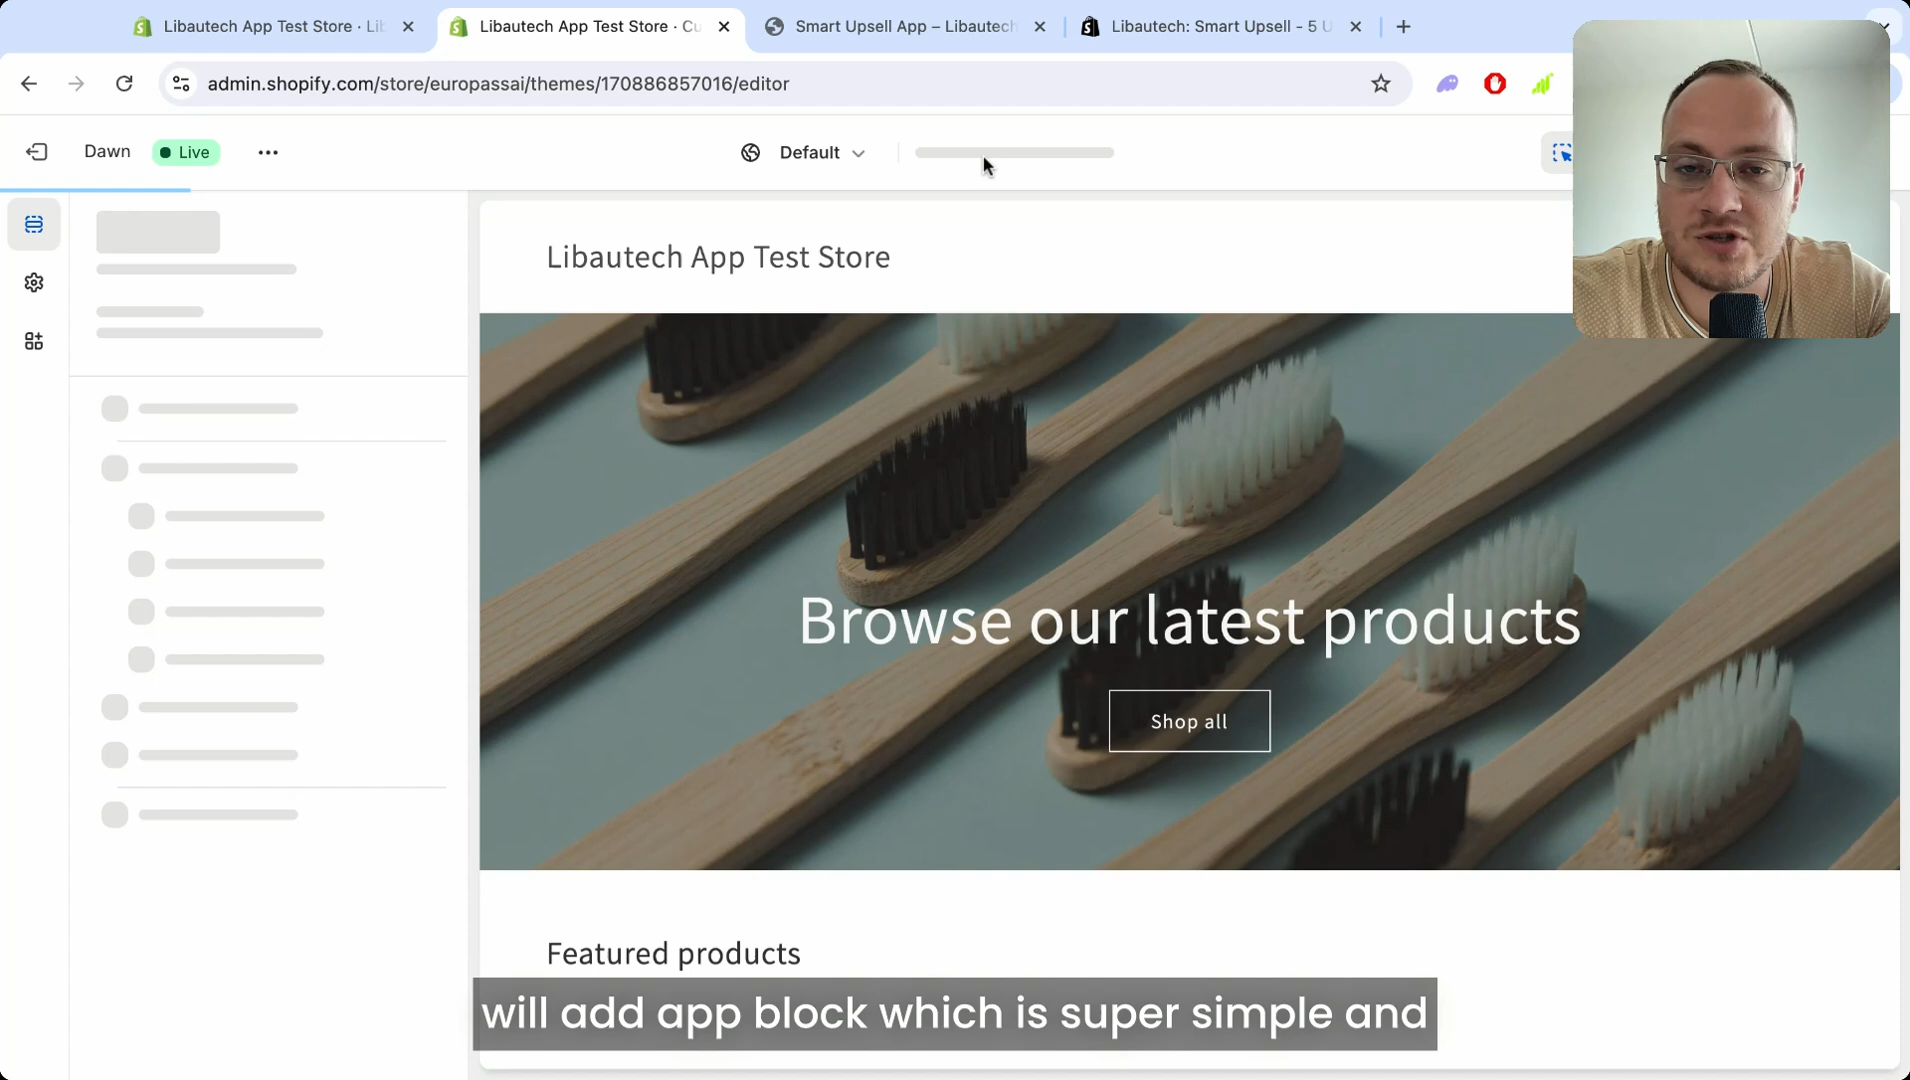 Libautech App Test Store · Lib
Libautech App Test Store · Cu
Smart Upsell App – Libautech
Libautech: Smart Upsell - 5 U
admin.shopify.com/store/europassai/themes/170886857016/editor
Dawn
Live
Default
Libautech App Test Store
Browse our latest products
Shop all
Featured products
will add app block which is super simple and